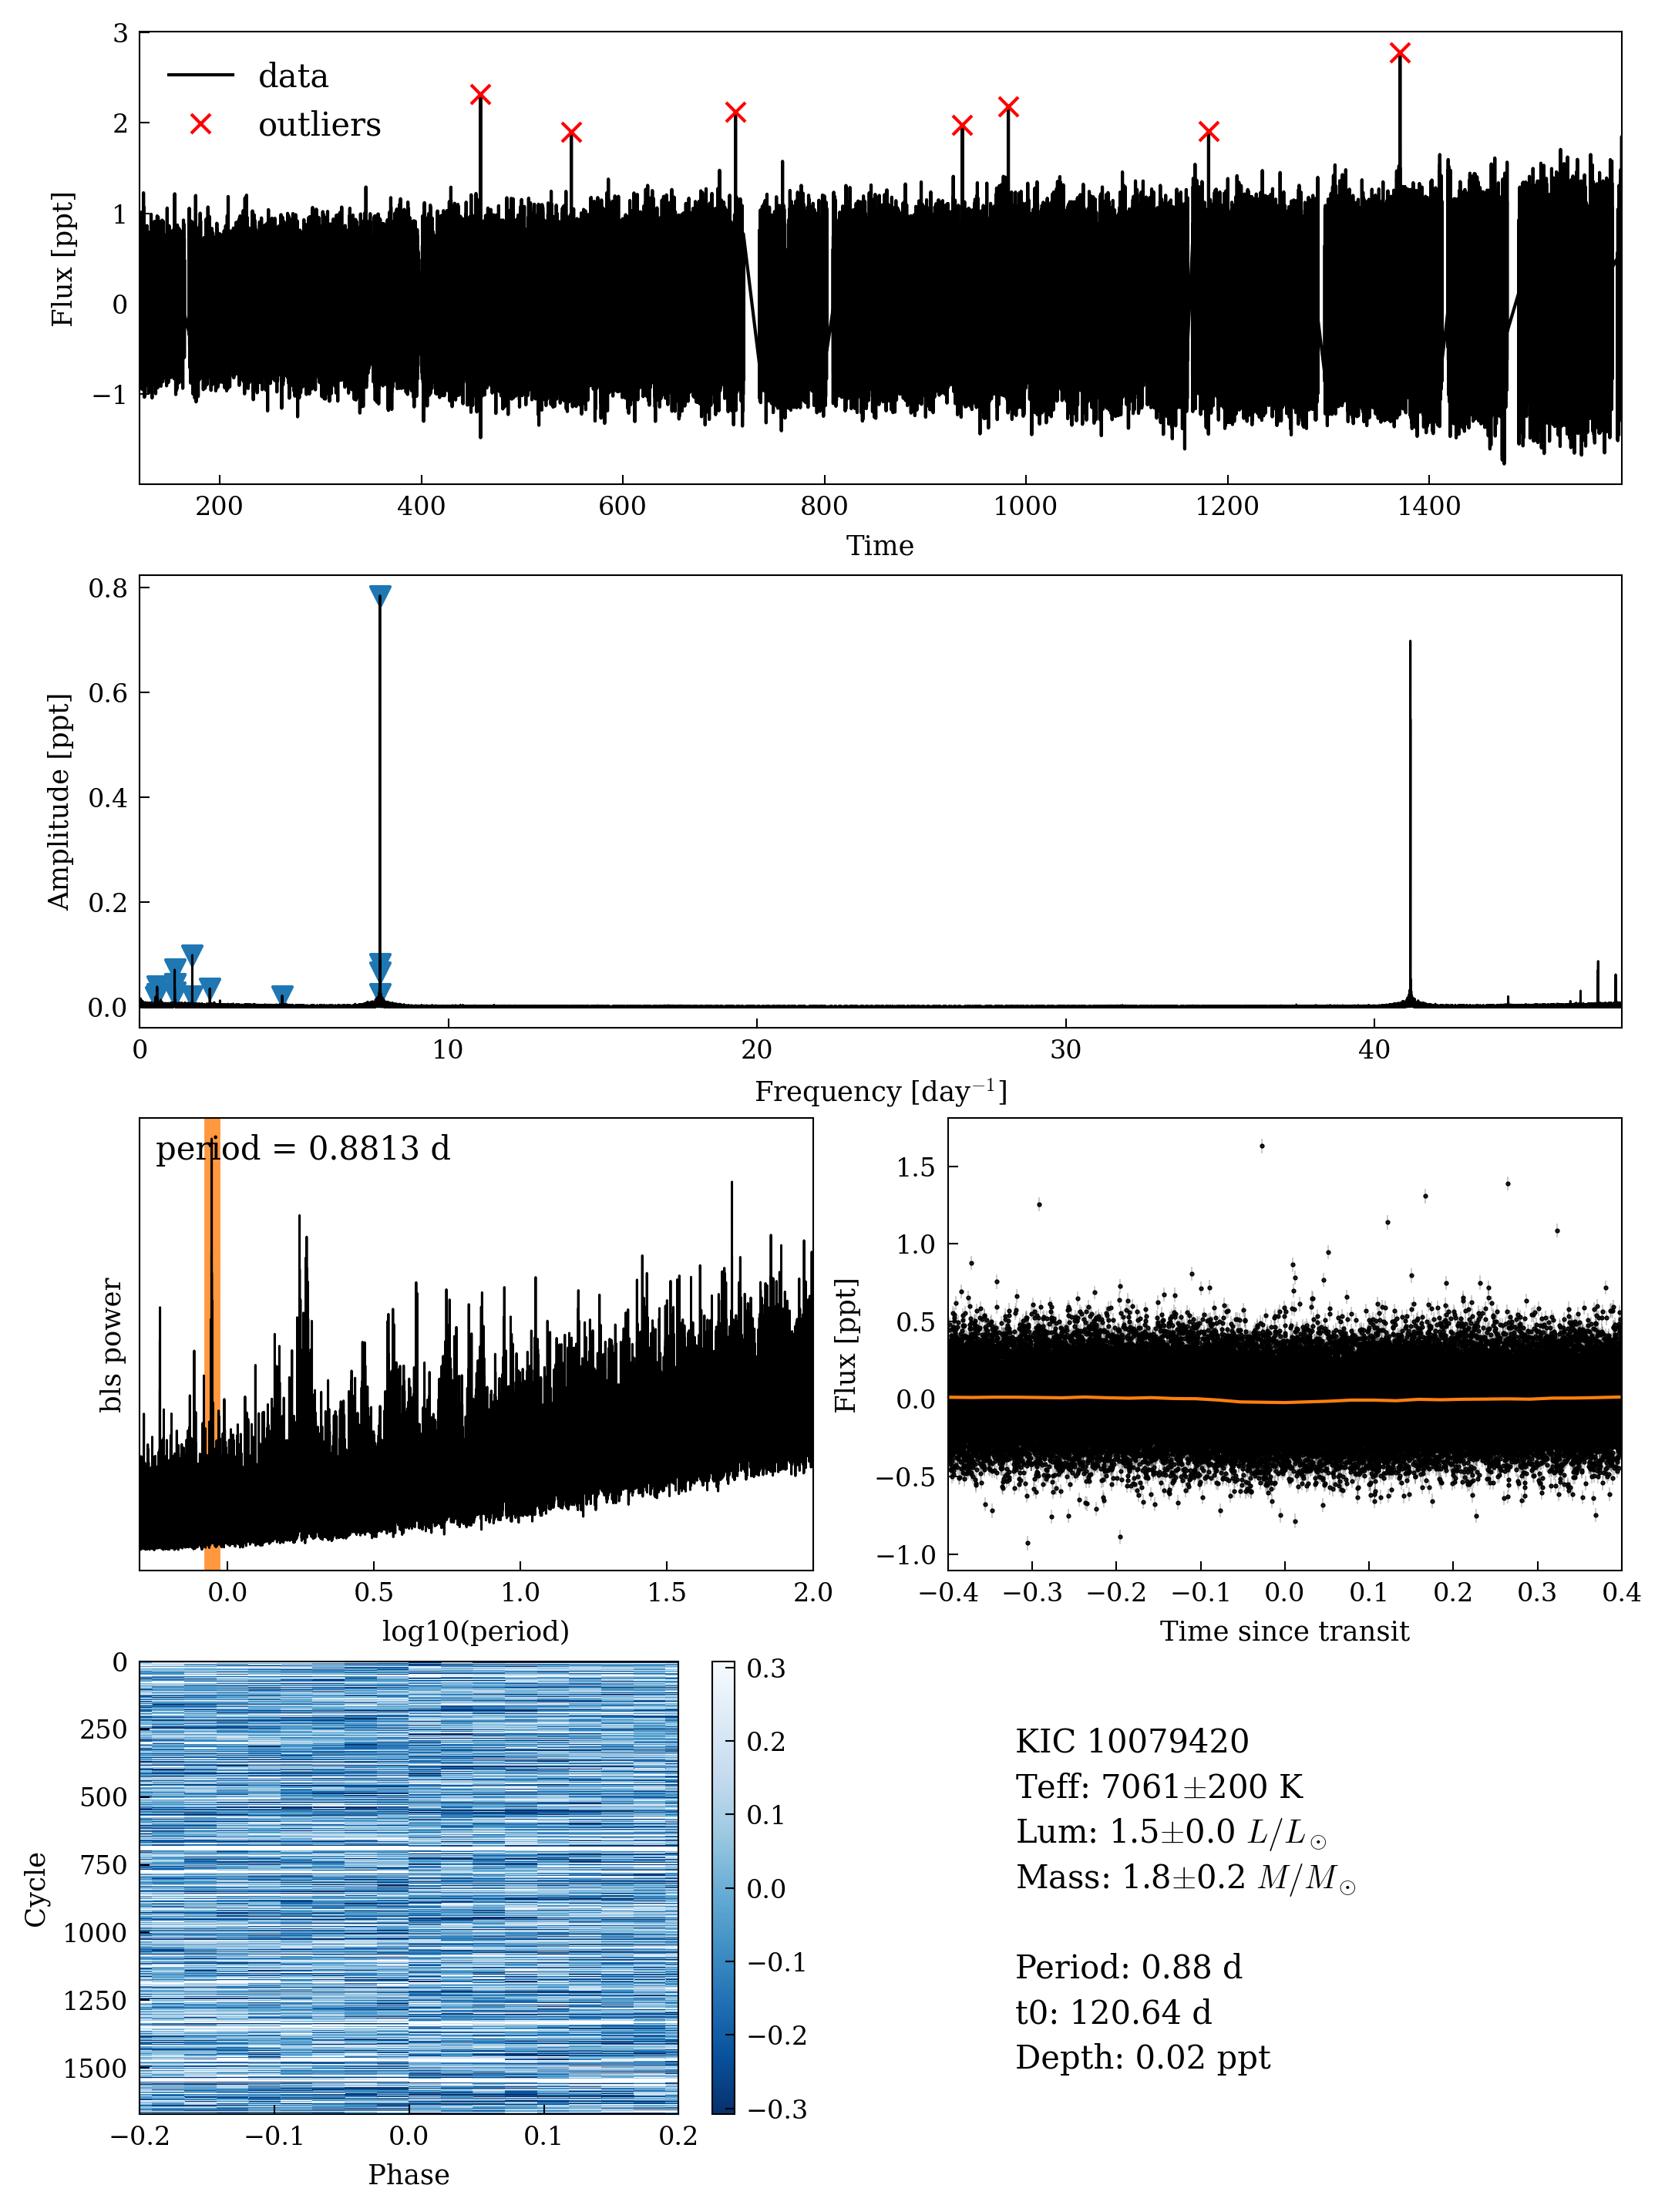 3
2
1
0
−1
Flux [ppt]
data
outliers
200 400 600 800 1000 1200 1400
Time
0.8
0.6
0.4
0.2
0.0
Amplitude [ppt]
0 10 20 30 40
Frequency [day⁻¹]
period = 0.8813 d
bls power
0.0 0.5 1.0 1.5 2.0
log10(period)
1.5
1.0
0.5
0.0
−0.5
−1.0
Flux [ppt]
−0.4 −0.3 −0.2 −0.1 0.0 0.1 0.2 0.3 0.4
Time since transit
0
250
500
750
1000
1250
1500
Cycle
−0.2 −0.1 0.0 0.1 0.2
Phase
0.3
0.2
0.1
0.0
−0.1
−0.2
−0.3
KIC 10079420
Teff: 7061±200 K
Lum: 1.5±0.0 L/L☉
Mass: 1.8±0.2 M/M☉
Period: 0.88 d
t0: 120.64 d
Depth: 0.02 ppt